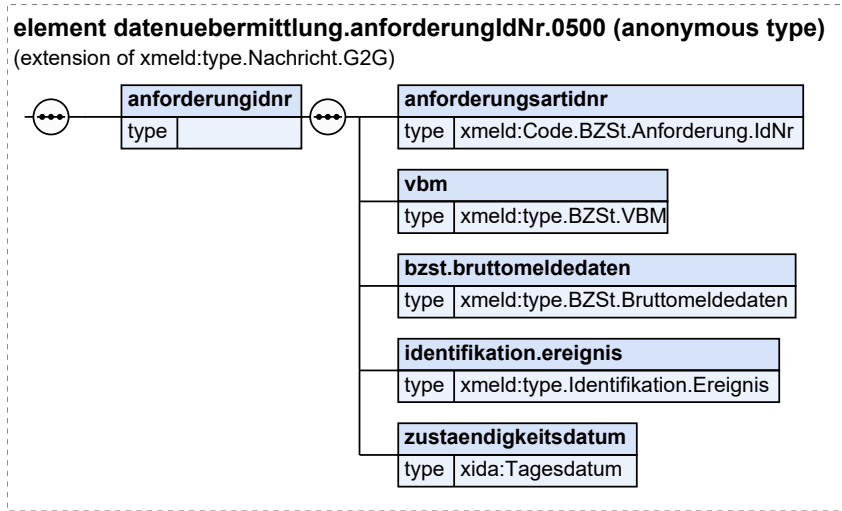 element datenuebermittlung.anforderungIdNr.0500 (anonymous type)
(extension of xmeld:type.Nachricht.G2G)
anforderungidnr
type
anforderungsartidnr
type xmeld:Code.BZSt.Anforderung.IdNr
vbm
type xmeld:type.BZSt.VBM
bzst.bruttomeldedaten
type xmeld:type.BZSt.Bruttomeldedaten
identifikation.ereignis
type xmeld:type.Identifikation.Ereignis
zustaendigkeitsdatum
type xida:Tagesdatum